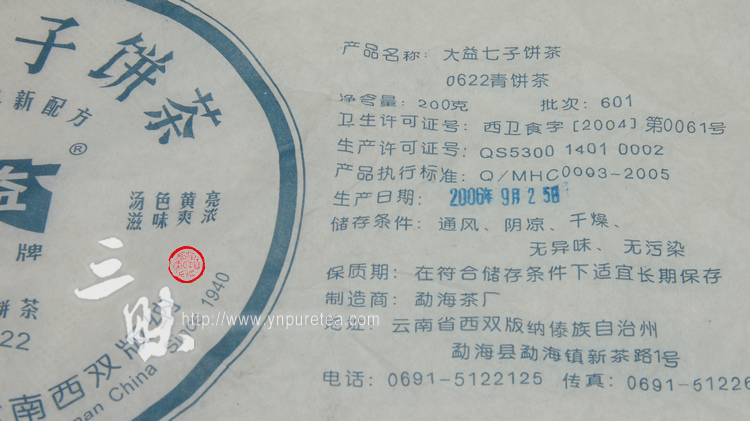 子饼茶
新配方
®
益
牌
汤色黄亮
滋味爽浓
饼茶
22
南西双版
nan China Since 1940
产品名称: 大益七子饼茶
0622青饼茶
净含量: 200克 批次: 601
卫生许可证号: 西卫食字[2004]第0061号
生产许可证号: QS5300 1401 0002
产品执行标准: Q/MHC0003-2005
生产日期: 2006年9月25日
储存条件: 通风、阴凉、干燥、
无异味、无污染
保质期: 在符合储存条件下适宜长期保存
制造商: 勐海茶厂
地址: 云南省西双版纳傣族自治州
勐海县勐海镇新茶路1号
电话: 0691-5122125 传真: 0691-51226
http://www.ynpuretea.com